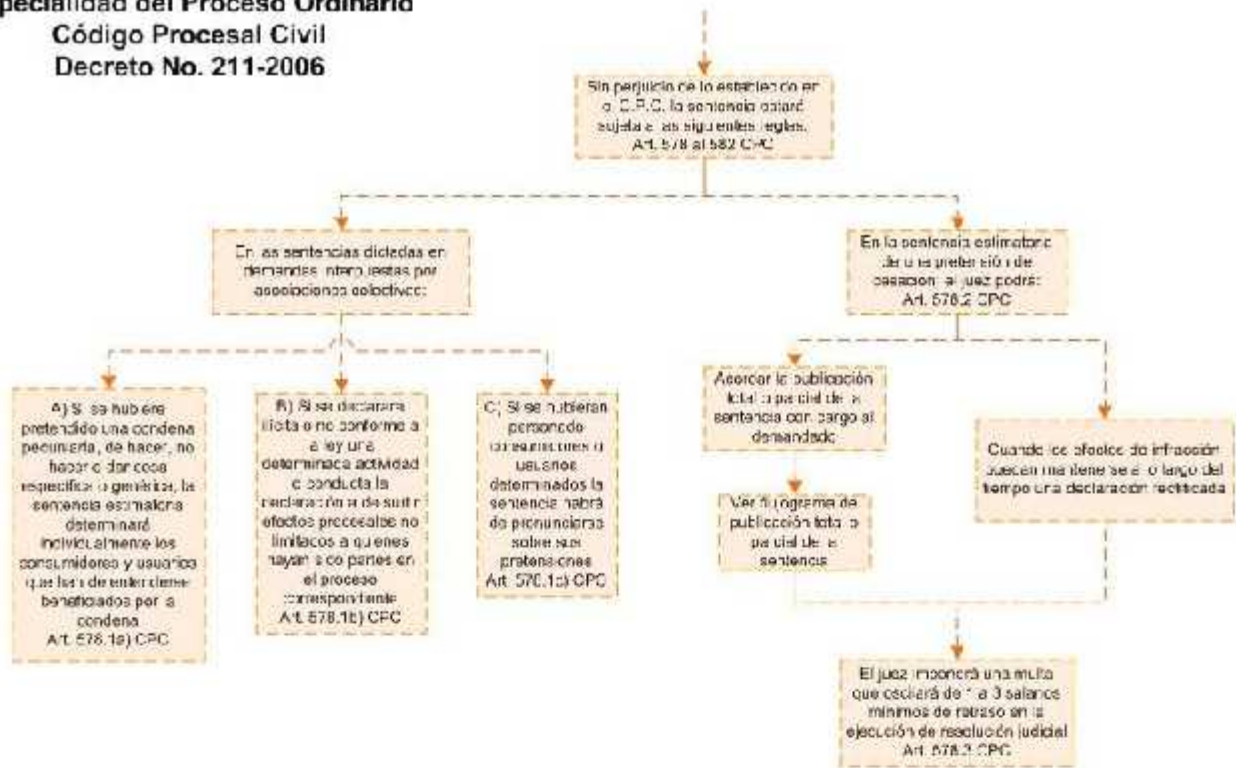 pecialidad del Proceso Ordinario
Código Procesal Civil
Decreto No. 211-2006
Sin perjuicio de lo establecido en
el C.P.C. la sentencia estará
sujeta a las siguientes reglas:
Art. 578 al 582 CPC
En las sentencias dictadas en
demandas interpuestas por
asociaciones colectivas:
En la sentencia estimatoria
de una pretensión de
cesación, el juez podrá:
Art. 578.2 CPC
A) Si se hubiere
pretendido una condena
pecuniaria, de hacer, no
hacer o dar cosa
específica o genérica, la
sentencia estimatoria
determinará
individualmente los
consumidores y usuarios
que han de entenderse
beneficiados por la
condena
Art. 578.1a) CPC
B) Si se declarara
ilícita o no conforme a
la ley una
determinada actividad
o conducta la
declaración a de surtir
efectos procesales no
limitados a quienes
hayan sido partes en
el proceso
correspondiente
Art. 578.1b) CPC
C) Si se hubieran
personado
consumidores o
usuarios
determinados la
sentencia habrá
de pronunciarse
sobre sus
pretensiones
Art. 578.1c) CPC
Acordar la publicación
total o parcial de la
sentencia con cargo al
demandado
Ver flujograma de
publicación total o
parcial de la
sentencia
Cuando los efectos de infracción
puedan mantenerse a lo largo del
tiempo una declaración rectificada
El juez impondrá una multa
que oscilará de 1 a 3 salarios
mínimos de retraso en la
ejecución de resolución judicial
Art. 578.3 CPC